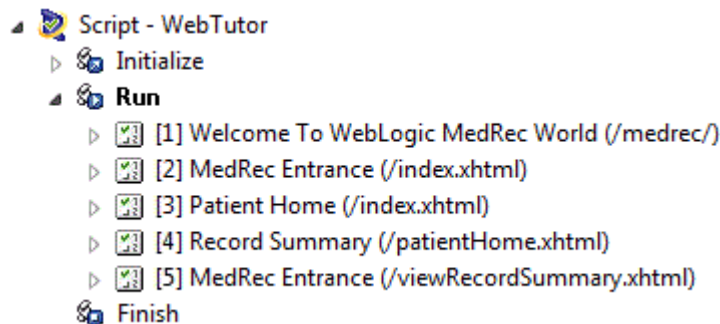 Script - WebTutor
Initialize
Run
[1] Welcome To WebLogic MedRec World (/medrec/)
[2] MedRec Entrance (/index.xhtml)
[3] Patient Home (/index.xhtml)
[4] Record Summary (/patientHome.xhtml)
[5] MedRec Entrance (/viewRecordSummary.xhtml)
Finish